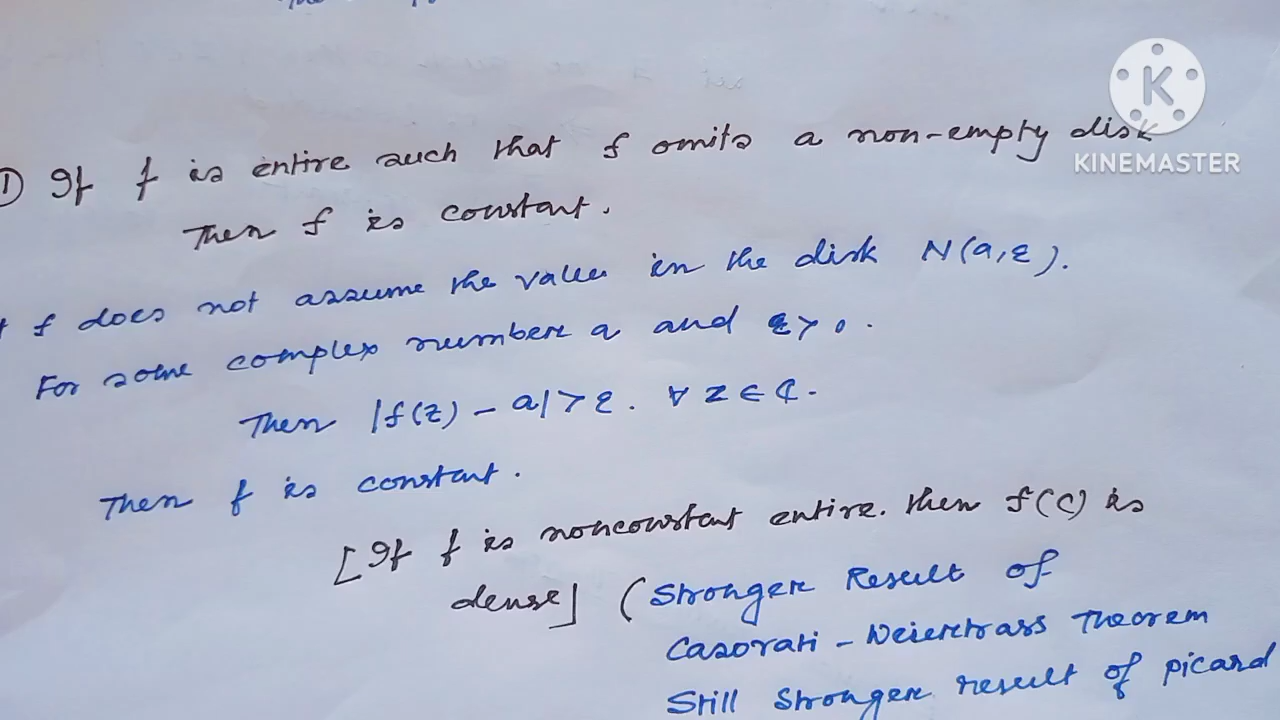 ① If f is entire such that f omits a non-empty disk
Then f is constant.
f does not assume the values in the disk N(a, ε).
For some complex number a and ε > 0.
Then |f(z) - a| > ε. ∀ z ∈ ℂ.
Then f is constant.
[If f is nonconstant entire. then f(C) is
dense] (Stronger Result of
Casorati - Weierstrass Theorem
Still Stronger result of picard
K
KINEMASTER